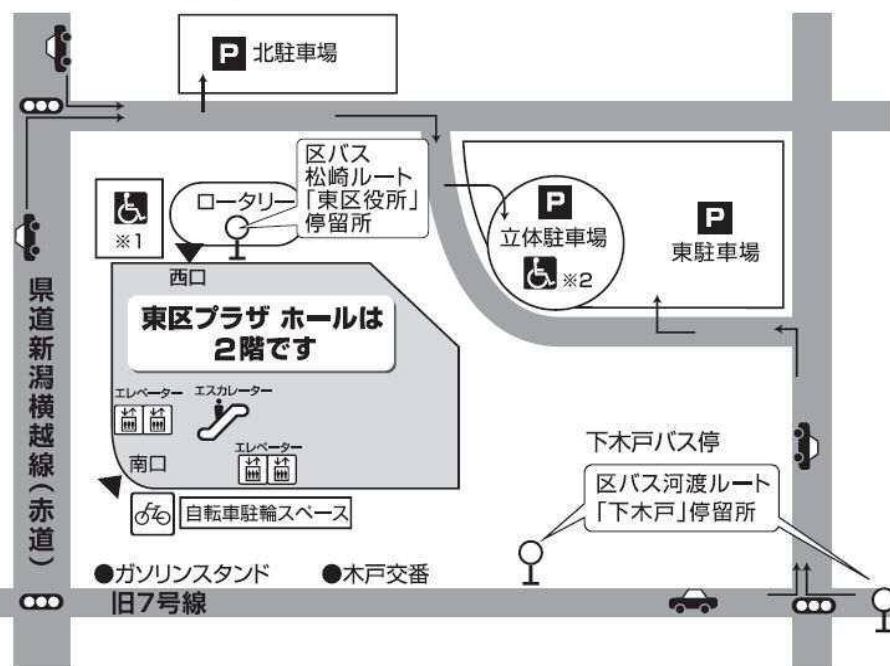 P 北駐車場
区バス
松崎ルート
「東区役所」
停留所
ロータリー
※1
P
立体駐車場
※2
P
東駐車場
西口
東区プラザ ホールは
2階です
エレベーター
エスカレーター
エレベーター
南口
自転車駐輪スペース
県道新潟横越線(赤道)
下木戸バス停
区バス河渡ルート
「下木戸」停留所
●ガソリンスタンド
●木戸交番
旧7号線